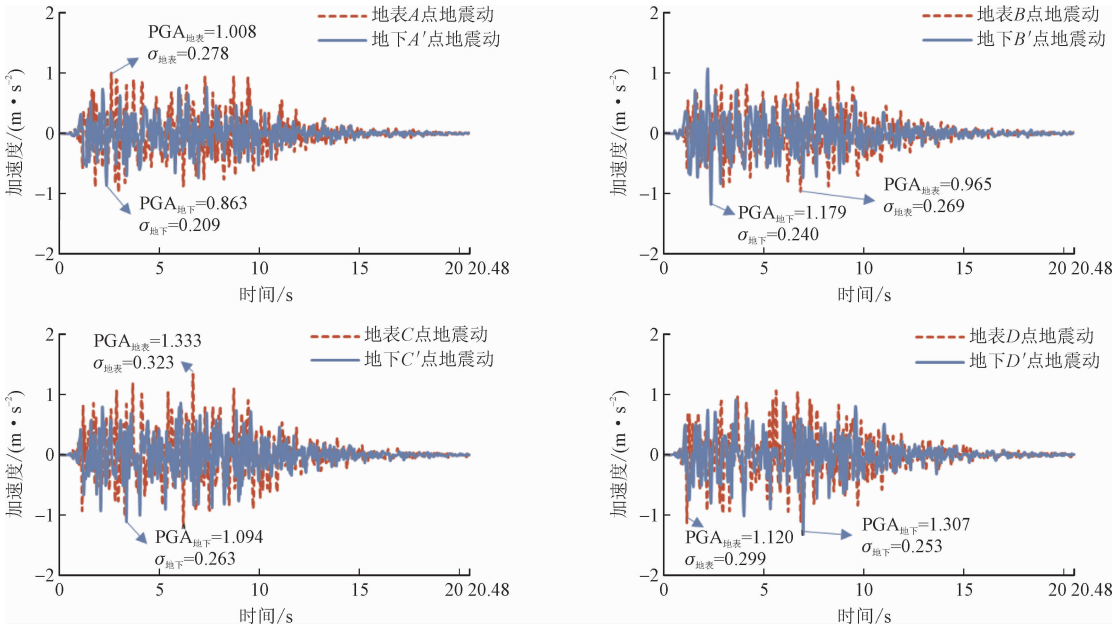 地表A点地震动
地下A′点地震动
PGA地表=1.008
σ地表=0.278
PGA地下=0.863
σ地下=0.209
加速度/(m·s⁻²)
2
1
0
−1
−2
0
5
10
15
20 20.48
时间/s
地表B点地震动
地下B′点地震动
PGA地表=0.965
σ地表=0.269
PGA地下=1.179
σ地下=0.240
加速度/(m·s⁻²)
2
1
0
−1
−2
0
5
10
15
20 20.48
时间/s
地表C点地震动
地下C′点地震动
PGA地表=1.333
σ地表=0.323
PGA地下=1.094
σ地下=0.263
加速度/(m·s⁻²)
2
1
0
−1
−2
0
5
10
15
20 20.48
时间/s
地表D点地震动
地下D′点地震动
PGA地下=1.307
σ地下=0.253
PGA地表=1.120
σ地表=0.299
加速度/(m·s⁻²)
2
1
0
−1
−2
0
5
10
15
20 20.48
时间/s